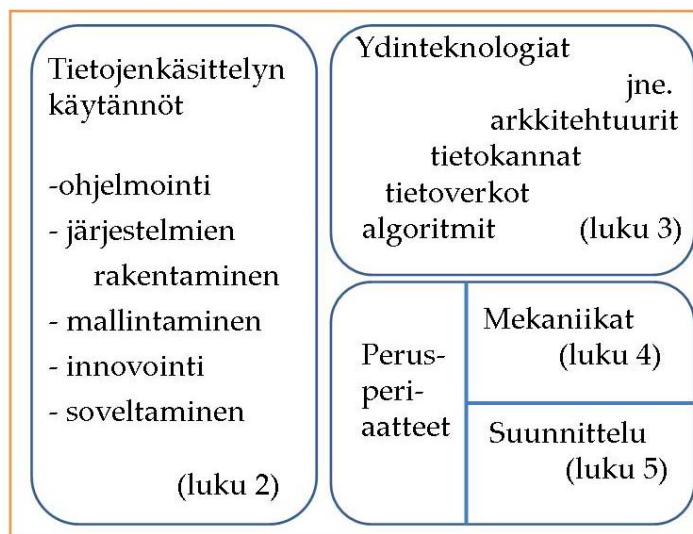 Tietojenkäsittelyn
käytännöt
-ohjelmointi
- järjestelmien
rakentaminen
- mallintaminen
- innovointi
- soveltaminen
(luku 2)
Ydinteknologiat
jne.
arkkitehtuurit
tietokannat
tietoverkot
algoritmit (luku 3)
Perus-
peri-
aatteet
Mekaniikat
(luku 4)
Suunnittelu
(luku 5)